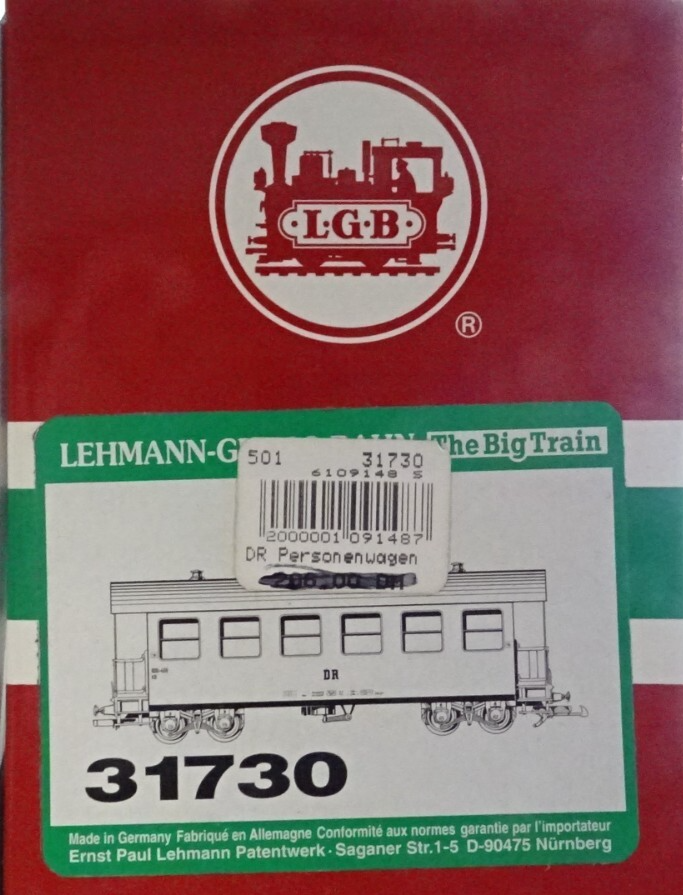 ·L·G·B·
®
LEHMANN-G
The Big Train
501 31730
6109148 S
2000001 091487
DR Personenwagen
DR
31730
Made in Germany Fabriqué en Allemagne Conformité aux normes garantie par l'importateur
Ernst Paul Lehmann Patentwerk · Saganer Str.1-5 D-90475 Nürnberg